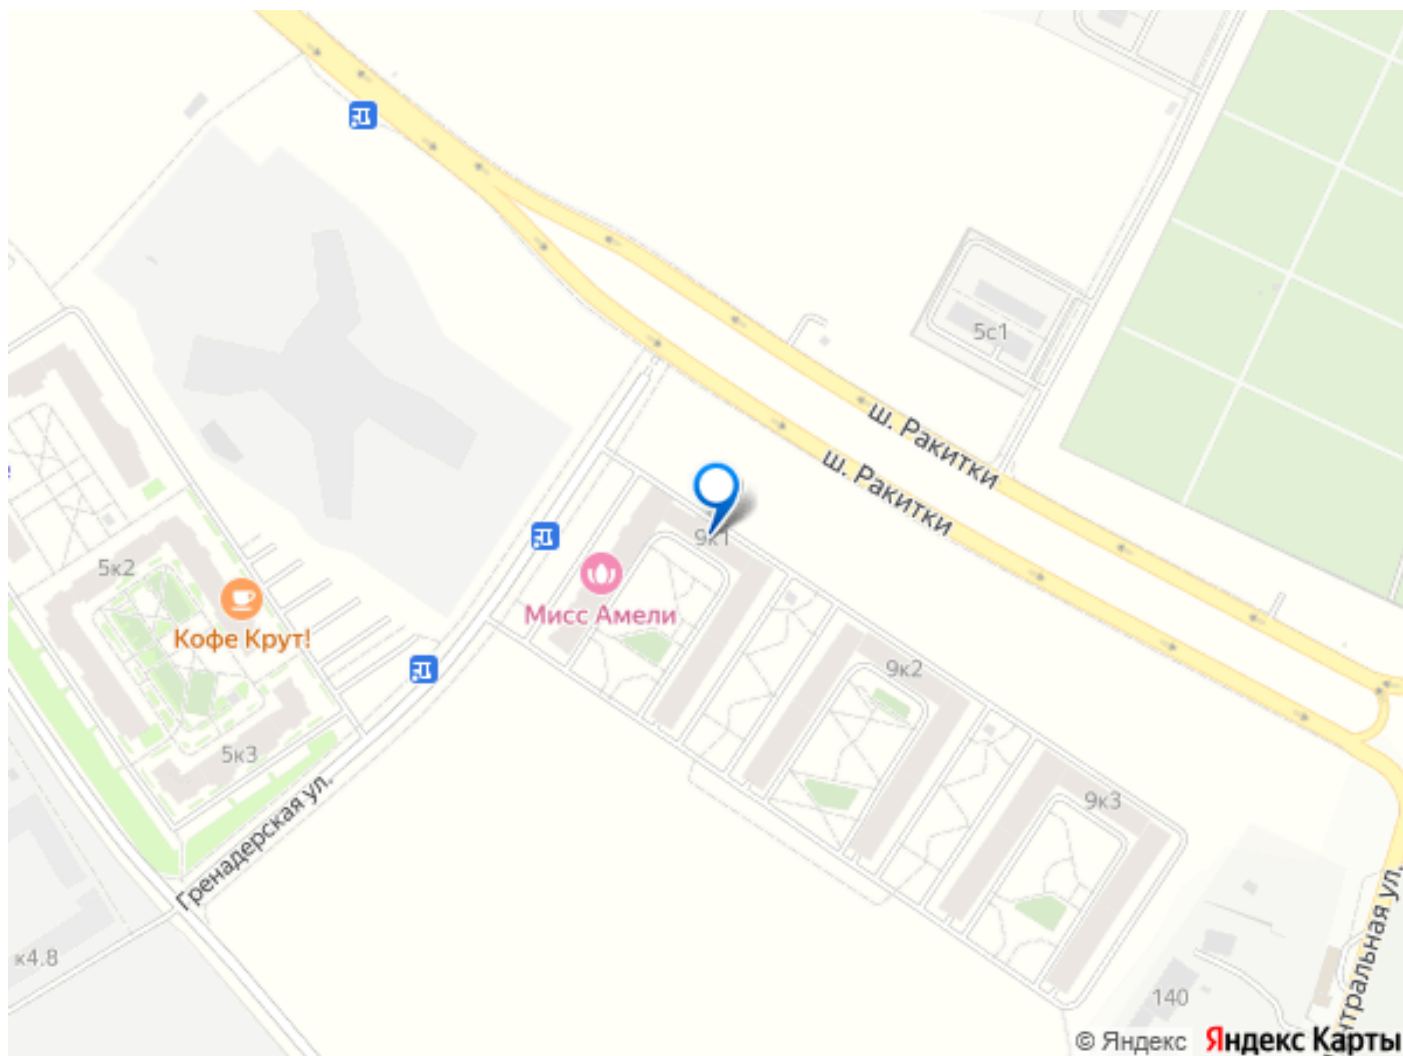 5с1
ш. Ракитки
ш. Ракитки
9к1
5к2
Мисс Амели
Кофе Крут!
9к2
5к3
9к3
Гренадерская ул.
к4.8
140
нтральная ул.
© Яндекс Яндекс Карты